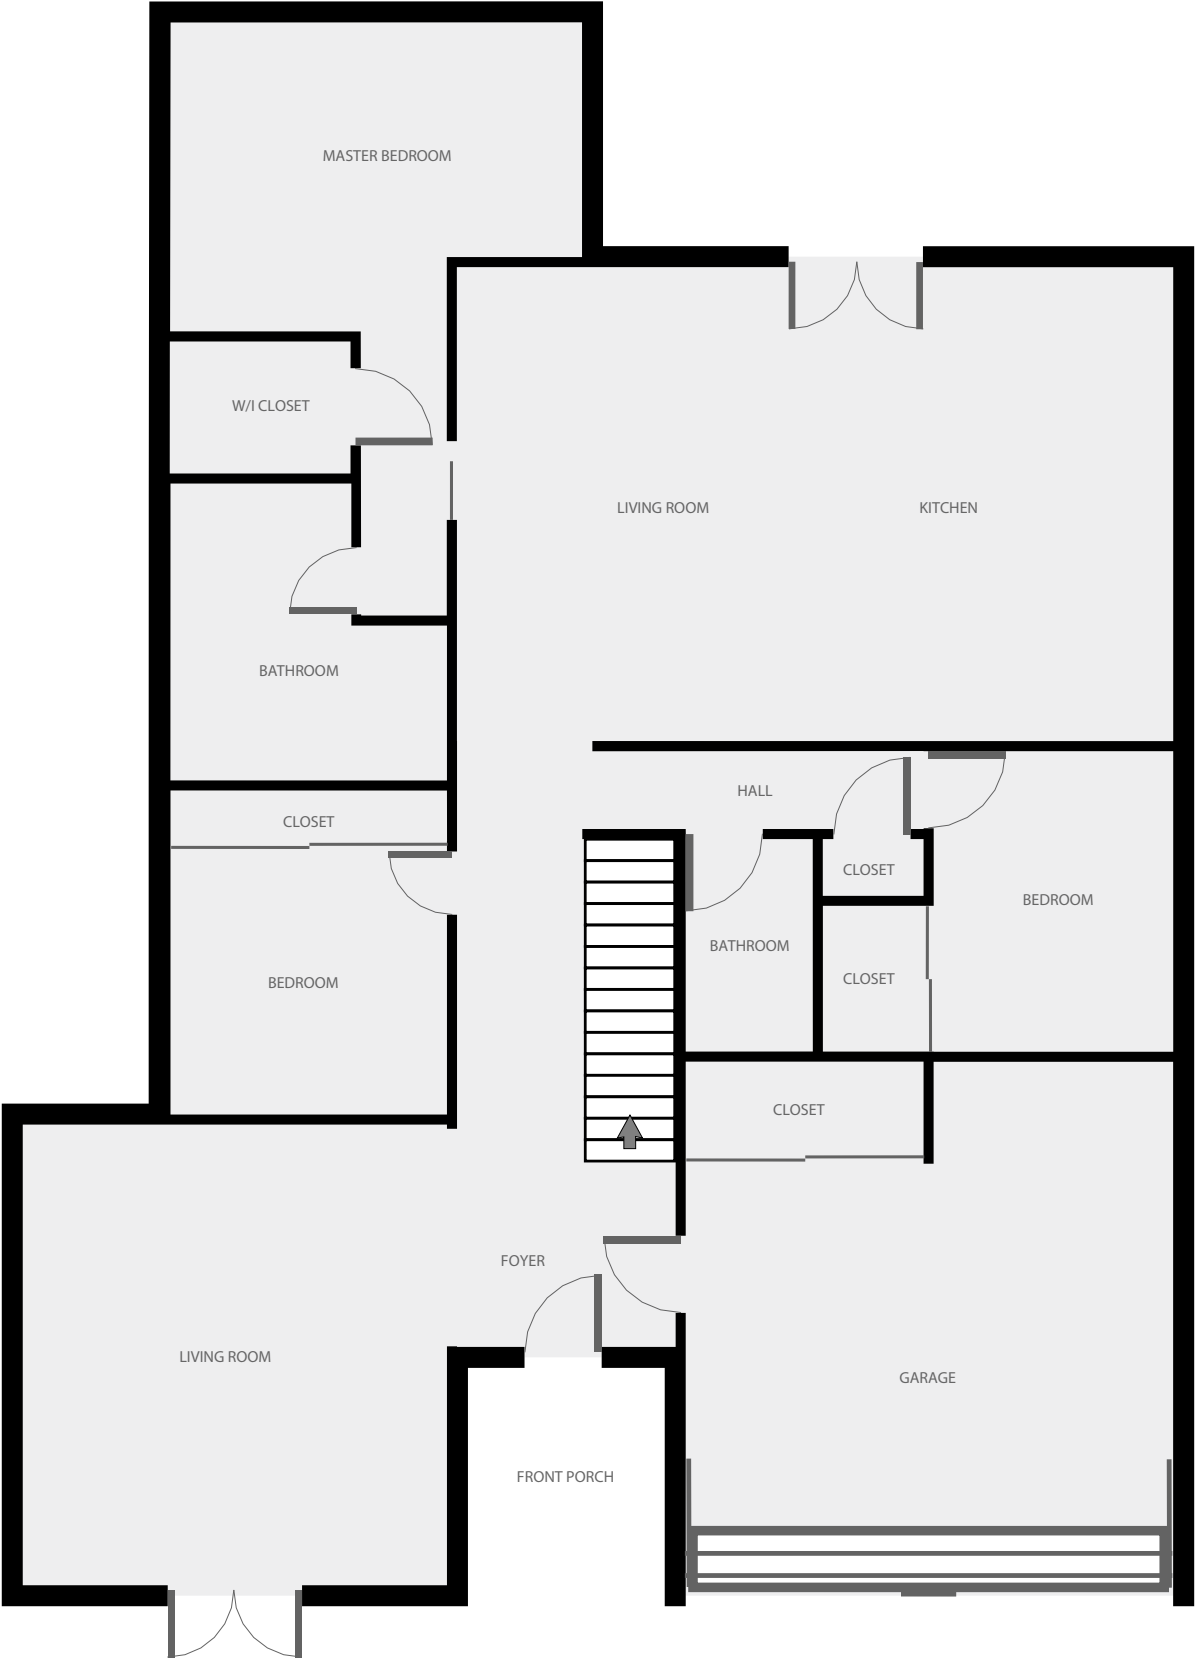 MASTER BEDROOM
W/I CLOSET
LIVING ROOM
KITCHEN
BATHROOM
HALL
CLOSET
CLOSET
BEDROOM
BATHROOM
CLOSET
BEDROOM
CLOSET
FOYER
LIVING ROOM
GARAGE
FRONT PORCH